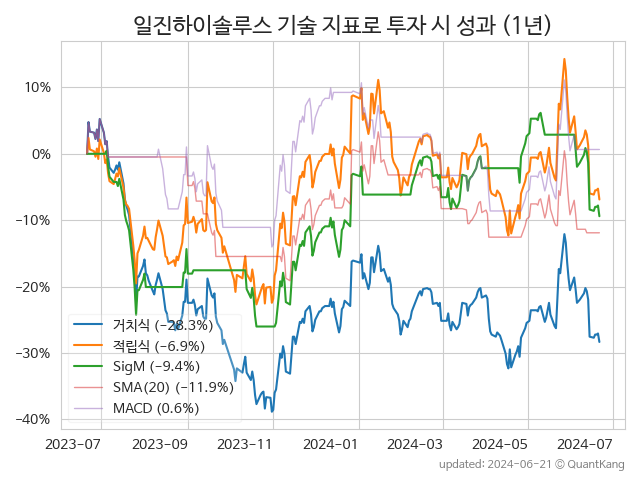 일진하이솔루스 기술 지표로 투자 시 성과 (1년)
10%
0%
−10%
−20%
−30%
−40%
거치식 (−28.3%)
적립식 (−6.9%)
SigM (−9.4%)
SMA(20) (−11.9%)
MACD (0.6%)
2023-07
2023-09
2023-11
2024-01
2024-03
2024-05
2024-07
updated: 2024-06-21 © QuantKang